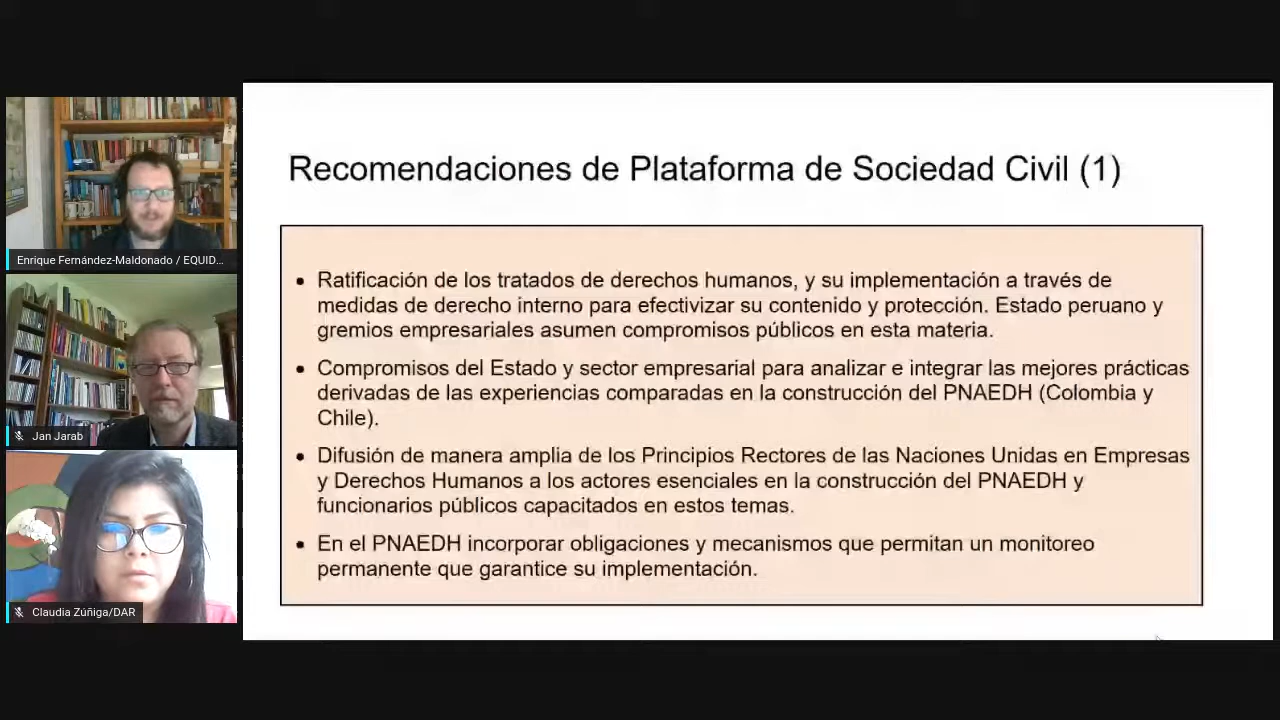 Recomendaciones de Plataforma de Sociedad Civil (1)
• Ratificación de los tratados de derechos humanos, y su implementación a través de
medidas de derecho interno para efectivizar su contenido y protección. Estado peruano y
gremios empresariales asumen compromisos públicos en esta materia.
• Compromisos del Estado y sector empresarial para analizar e integrar las mejores prácticas
derivadas de las experiencias comparadas en la construcción del PNAEDH (Colombia y
Chile).
• Difusión de manera amplia de los Principios Rectores de las Naciones Unidas en Empresas
y Derechos Humanos a los actores esenciales en la construcción del PNAEDH y
funcionarios públicos capacitados en estos temas.
• En el PNAEDH incorporar obligaciones y mecanismos que permitan un monitoreo
permanente que garantice su implementación.
Enrique Fernández-Maldonado / EQUID...
Jan Jarab
Claudia Zúñiga/DAR